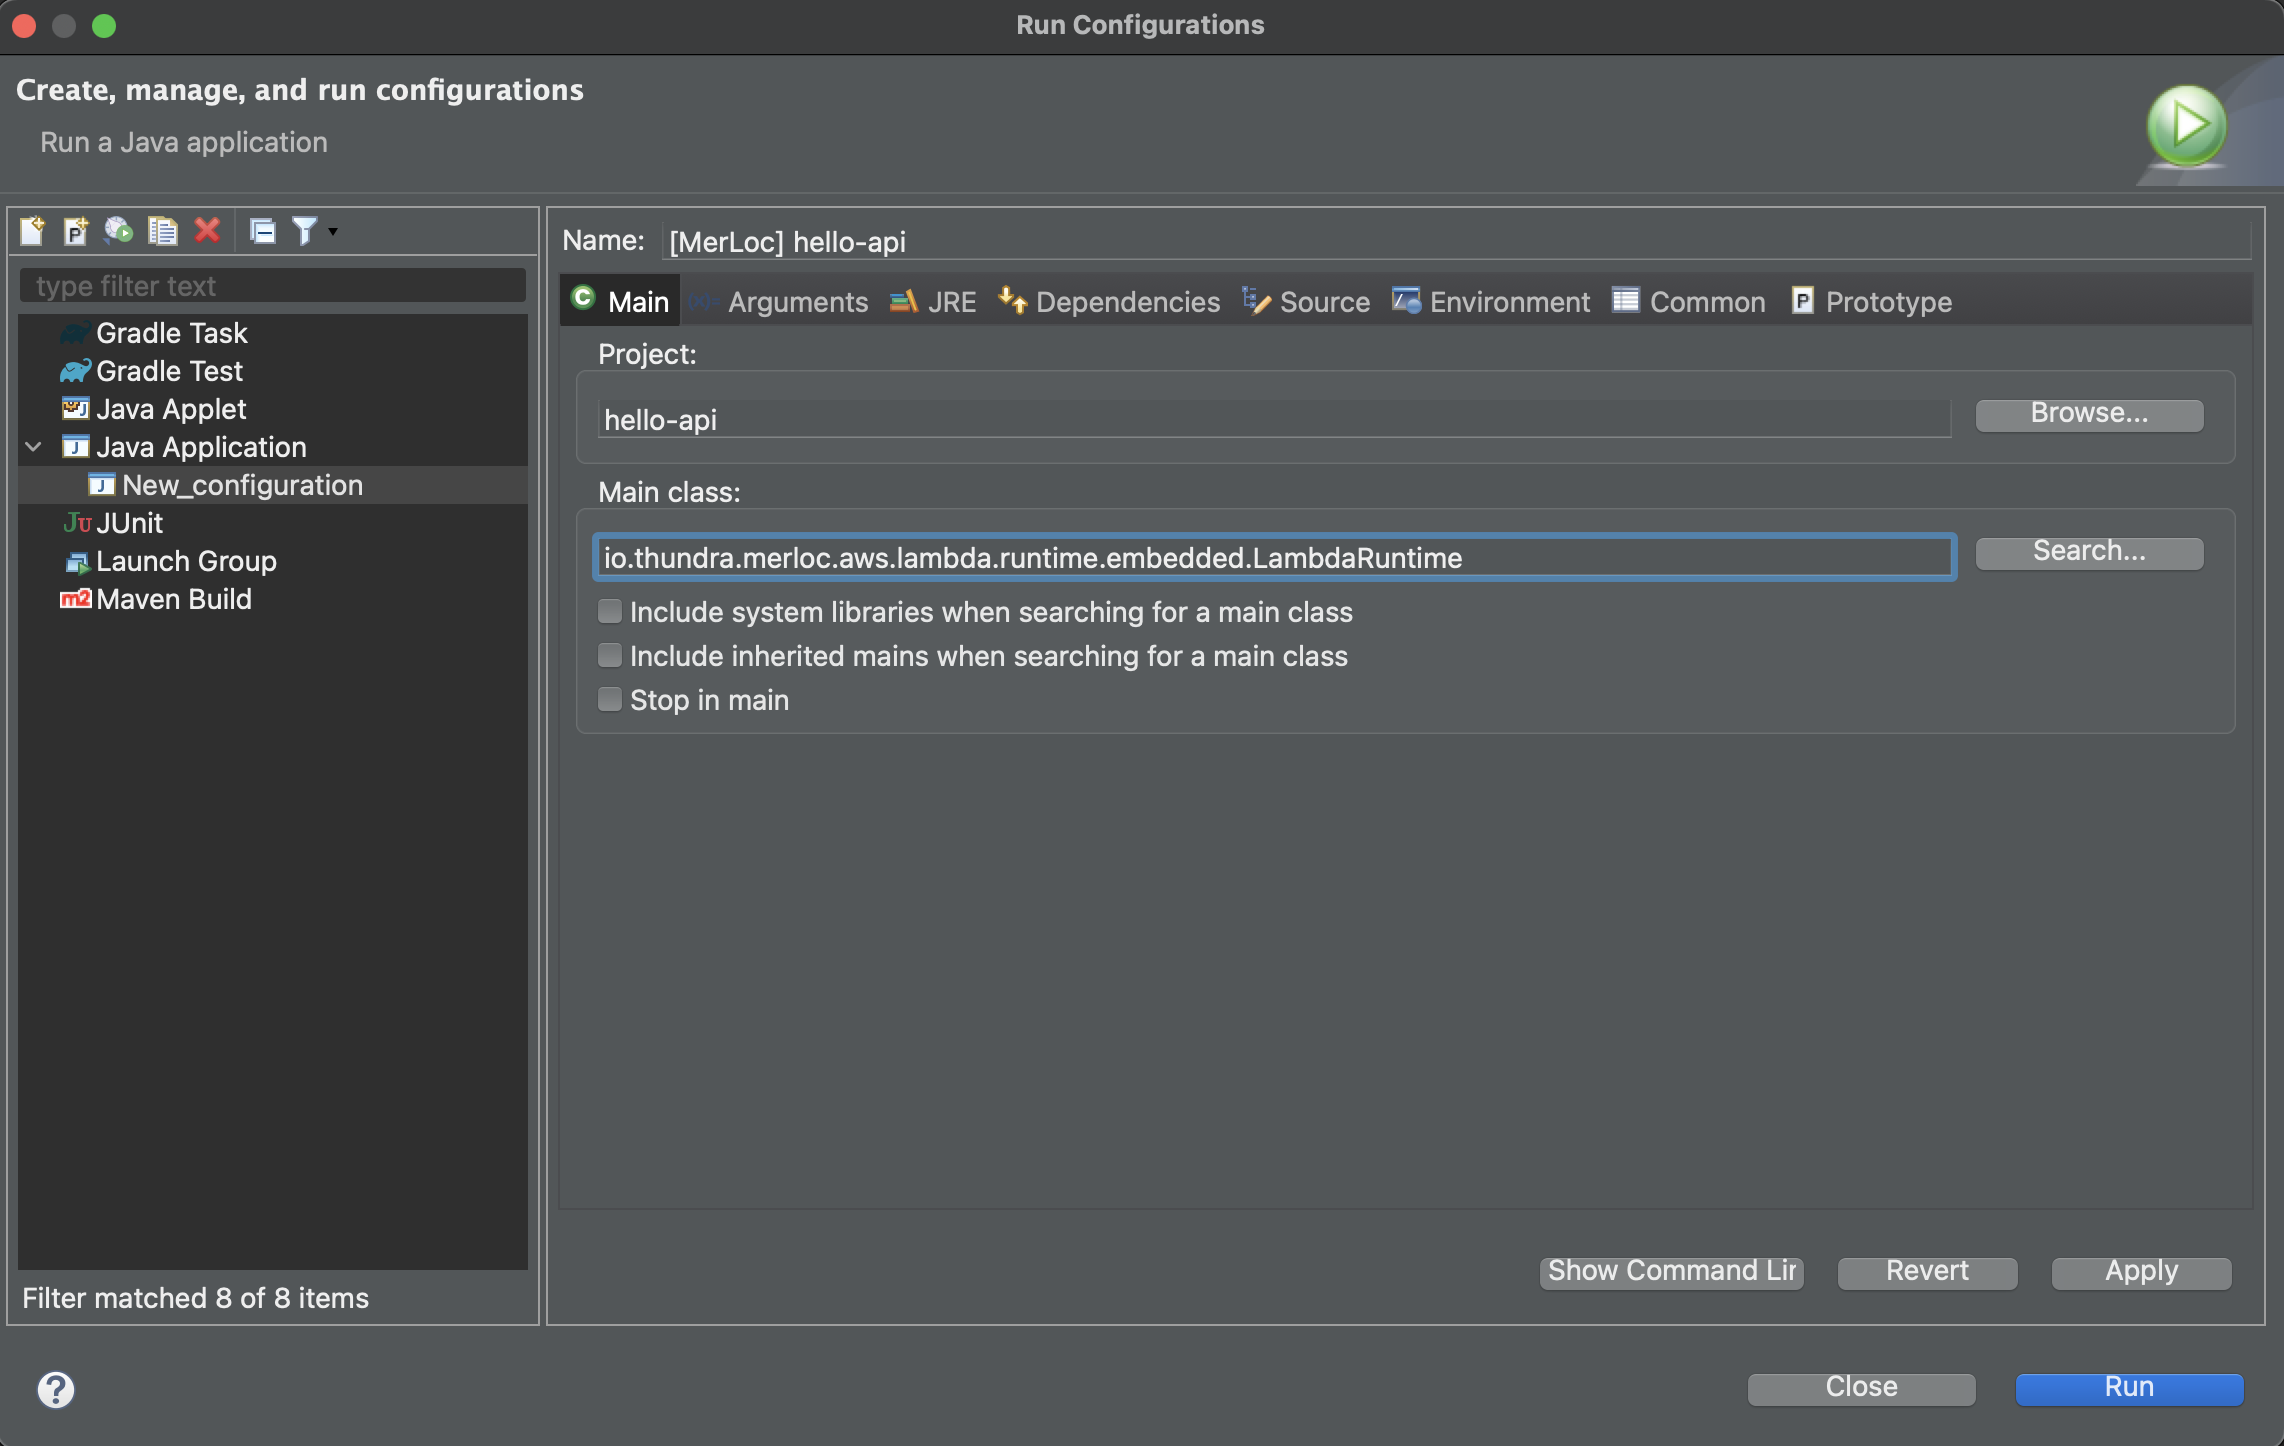 Run Configurations
Create, manage, and run configurations
Run a Java application
type filter text
Gradle Task
Gradle Test
Java Applet
Java Application
New_configuration
JUnit
Launch Group
Maven Build
Filter matched 8 of 8 items
Name: [MerLoc] hello-api
Main Arguments JRE Dependencies Source Environment Common Prototype
Project:
hello-api Browse...
Main class:
io.thundra.merloc.aws.lambda.runtime.embedded.LambdaRuntime Search...
Include system libraries when searching for a main class
Include inherited mains when searching for a main class
Stop in main
Show Command Lin Revert Apply
Close Run